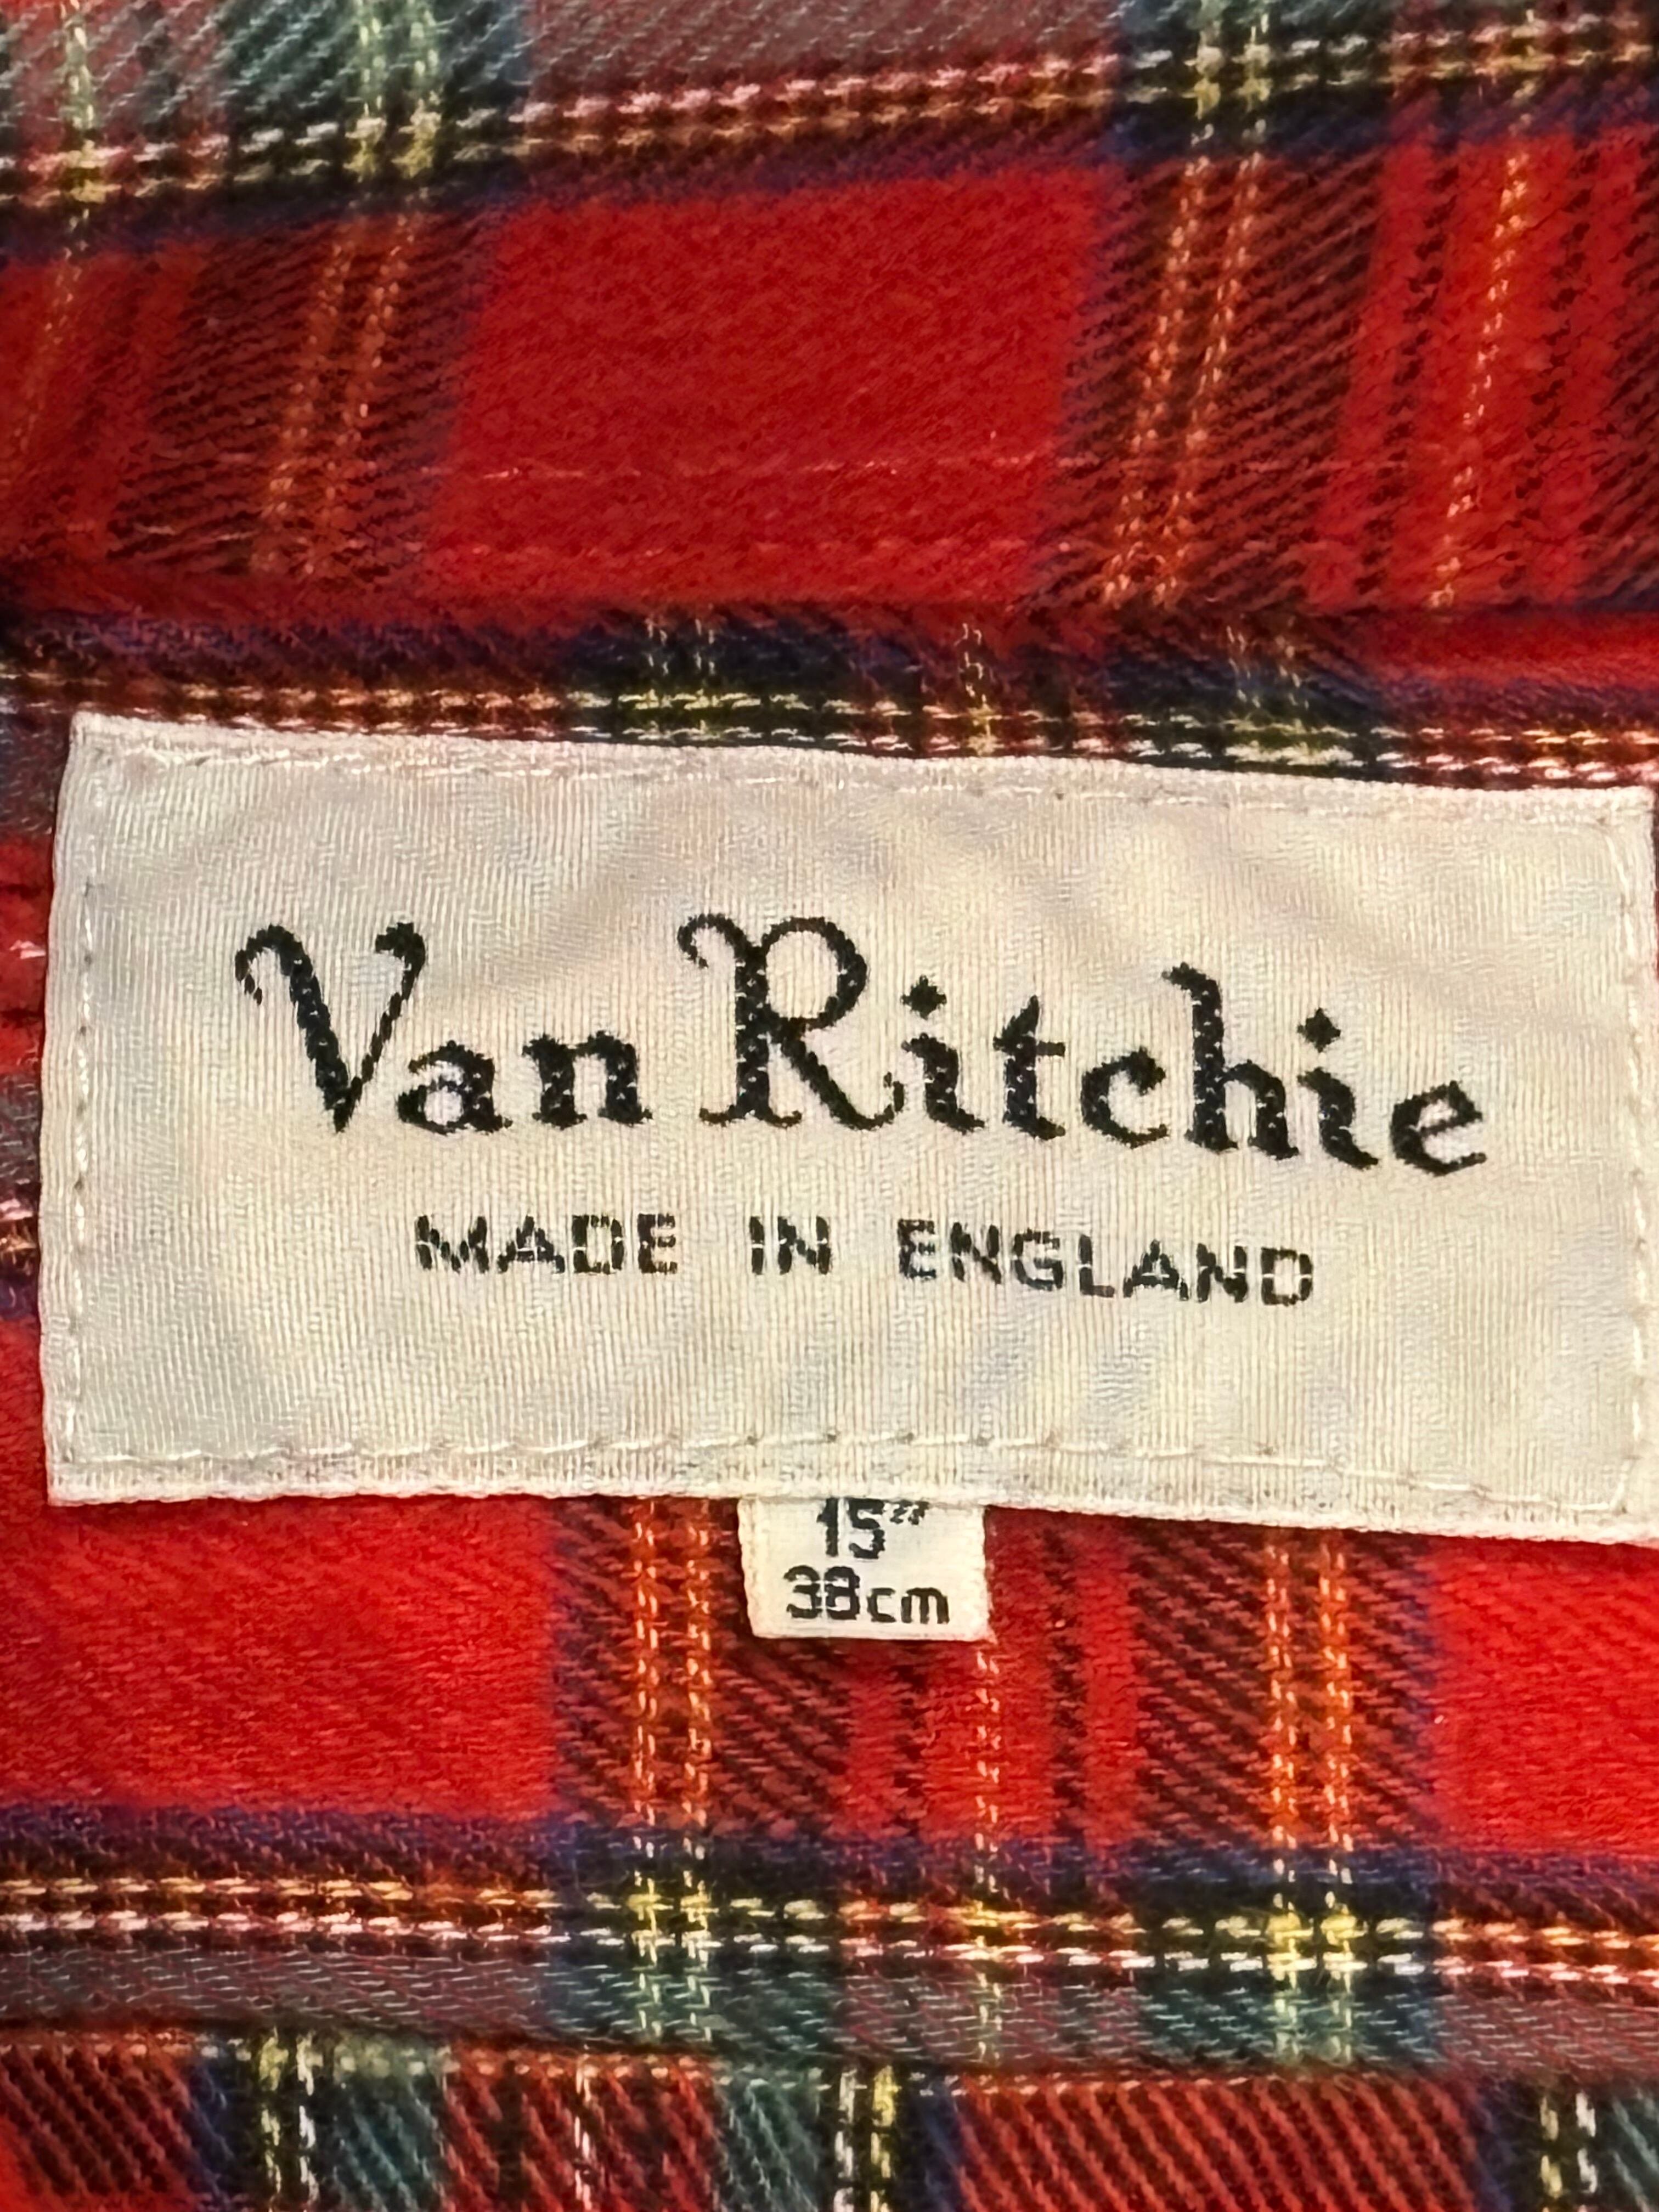 Van Ritchie
MADE IN ENGLAND
15"
38cm